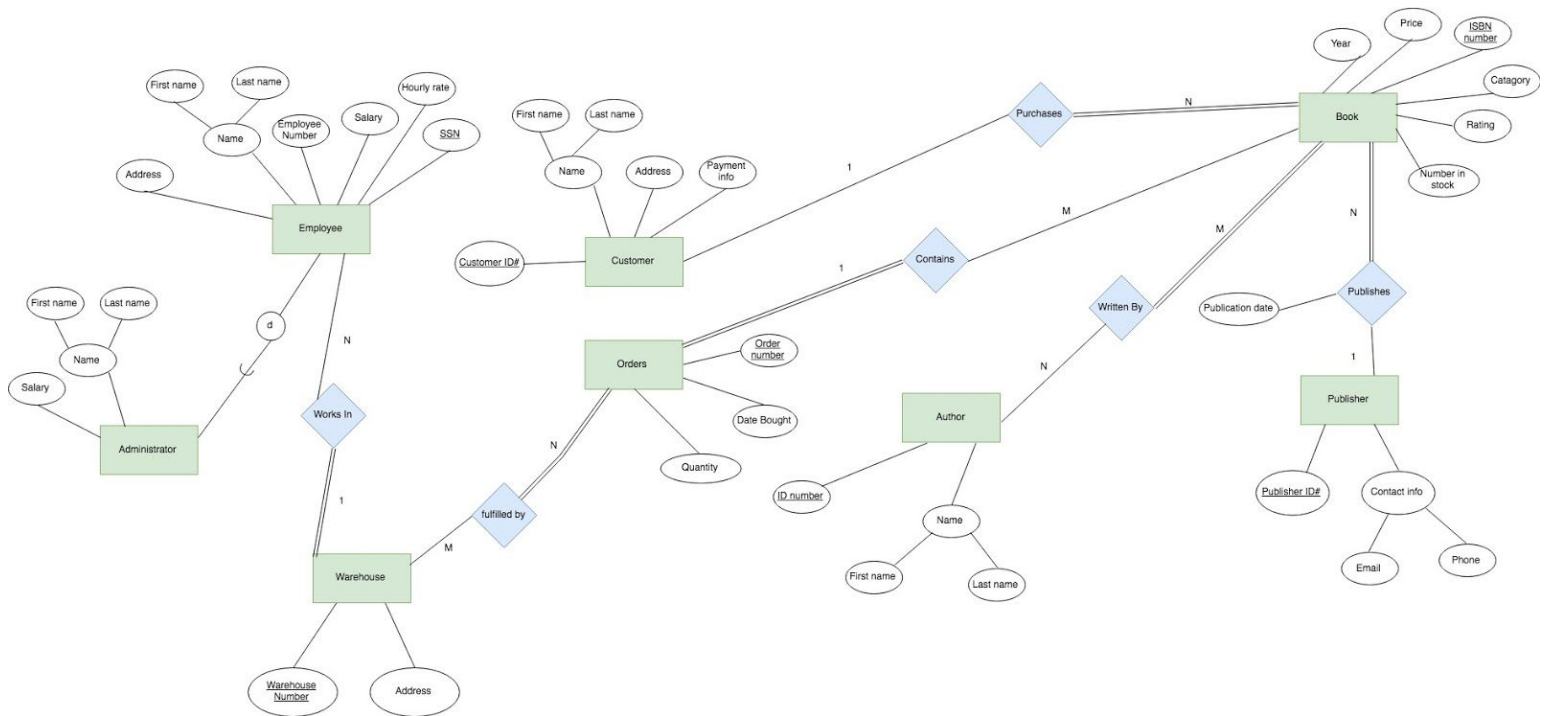 Price
ISBN
number
Year
First name
Last name
Hourly rate
Catagory
First name
Last name
Salary
Purchases
N
Book
Employee
Number
SSN
Name
Rating
Address
Name
Address
Payment
info
1
Number in
stock
Employee
M
N
M
Customer ID#
Customer
Contains
1
Publishes
First name
Last name
Publication date
Written By
d
Name
N
Order
number
1
Orders
N
Salary
Works In
Date Bought
Author
Publisher
Administrator
N
Quantity
1
ID number
Publisher ID#
Contact info
fulfilled by
Name
M
Email
Phone
Warehouse
First name
Last name
Warehouse
Number
Address